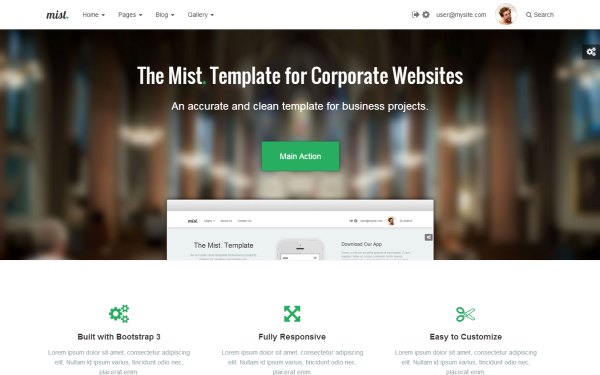 mist. Home Pages Blog Gallery user@mysite.com Search
The Mist. Template for Corporate Websites
An accurate and clean template for business projects.
Main Action
mist. Pages About Us Contact Us user@mysite.com Search
The Mist. Template Download Our App
Built with Bootstrap 3 Fully Responsive Easy to Customize
Lorem ipsum dolor sit amet, consectetur adipiscing
elit. Nullam id ipsum varius, tincidunt odio nec,
placerat enim.
Lorem ipsum dolor sit amet, consectetur adipiscing
elit. Nullam id ipsum varius, tincidunt odio nec,
placerat enim.
Lorem ipsum dolor sit amet, consectetur adipiscing
elit. Nullam id ipsum varius, tincidunt odio nec,
placerat enim.